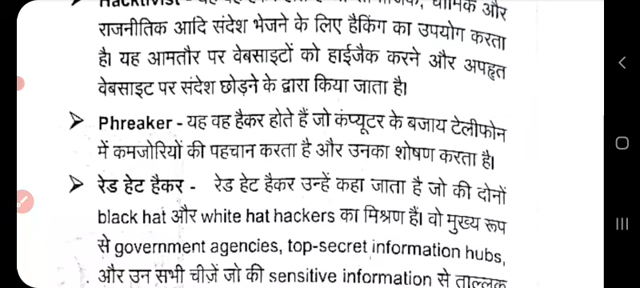 राजनीतिक आदि संदेश भेजने के लिए हैकिंग का उपयोग करता
है। यह आमतौर पर वेबसाइटों को हाईजैक करने और अपहृत
वेबसाइट पर संदेश छोड़ने के द्वारा किया जाता है।
➤ Phreaker - यह वह हैकर होते हैं जो कंप्यूटर के बजाय टेलीफोन
में कमजोरियों की पहचान करता है और उनका शोषण करता है।
➤ रेड हेट हैकर - रेड हेट हैकर उन्हें कहा जाता है जो की दोनों
black hat और white hat hackers का मिश्रण हैं। वो मुख्य रूप
से government agencies, top-secret information hubs,
और उन सभी चीज़ें जो की sensitive information से ताल्लुक